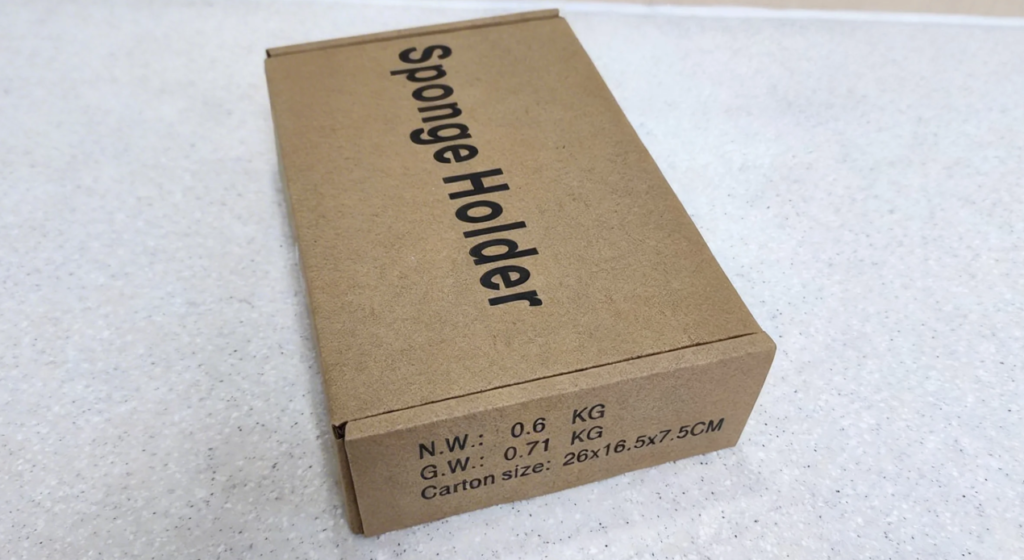 Sponge Holder
N.W.: 0.6 KG
G.W.: 0.71 KG
Carton size: 26x16.5x7.5CM